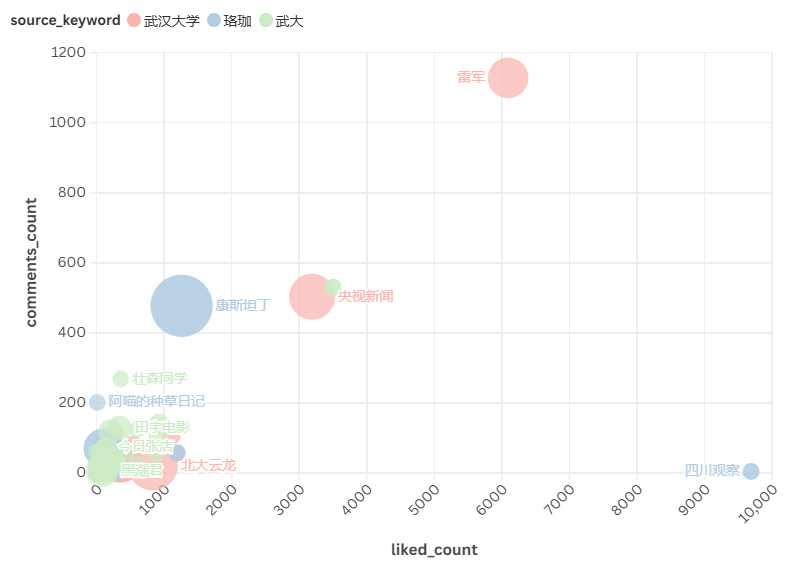 source_keyword 武汉大学 珞珈 武大
1200
1000
800
600
400
200
0
comments_count
雷军
央视新闻
康斯坦丁
壮森同学
阿喵的种草日记
田宇电影
今日张店
北大云龙
黑湖君
四川观察
0 1000 2000 3000 4000 5000 6000 7000 8000 9000 10,000
liked_count